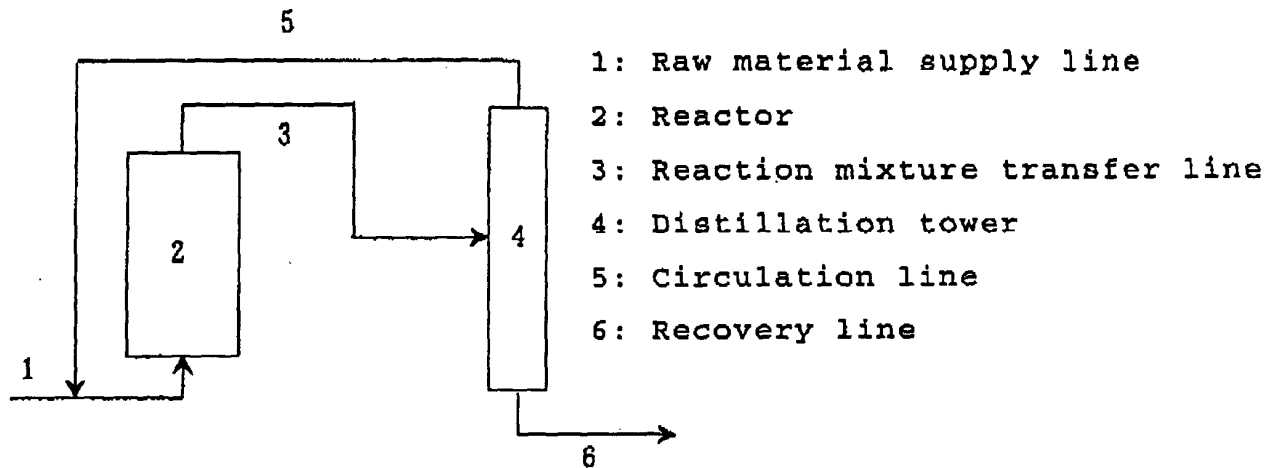 5
1: Raw material supply line
2: Reactor
3
3: Reaction mixture transfer line
2
4
4: Distillation tower
5: Circulation line
6: Recovery line
1
6